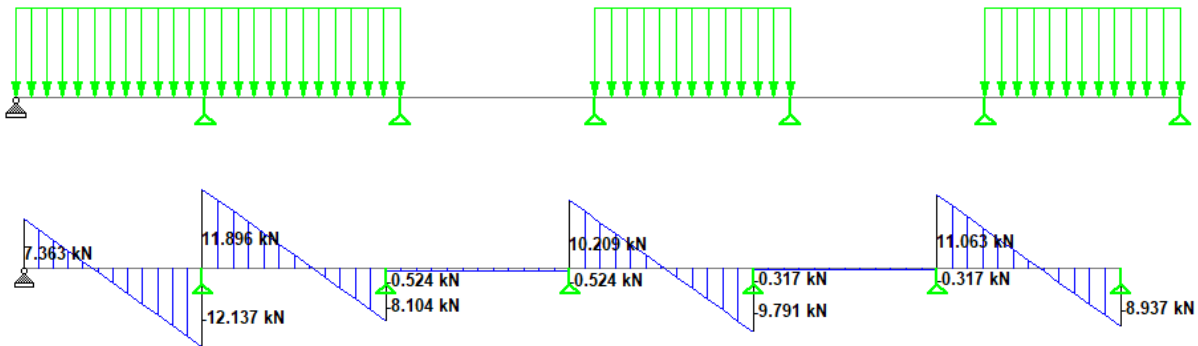 7.363 kN
-12.137 kN
11.896 kN
-8.104 kN
-0.524 kN
-0.524 kN
10.209 kN
-9.791 kN
-0.317 kN
-0.317 kN
11.063 kN
-8.937 kN